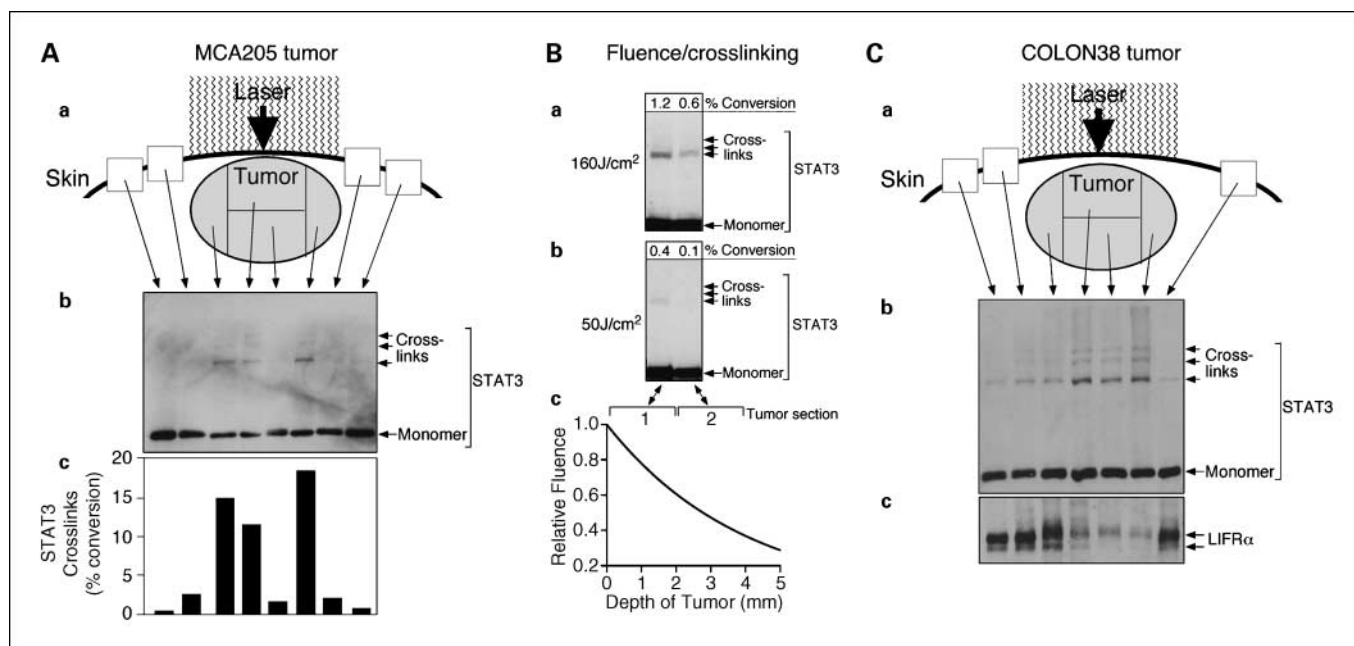 A
MCA205 tumor
a
Laser
Skin
Tumor
b
Cross-
links
STAT3
Monomer
c
STAT3
Crosslinks
(% conversion)
20
15
10
5
0
B
Fluence/crosslinking
a
1.2 0.6 % Conversion
160J/cm²
Cross-
links
STAT3
Monomer
b
0.4 0.1 % Conversion
50J/cm²
Cross-
links
STAT3
Monomer
c
1 2 Tumor section
Relative Fluence
1.0
0.8
0.6
0.4
0.2
0 1 2 3 4 5
Depth of Tumor (mm)
C
COLON38 tumor
a
Laser
Skin
Tumor
b
Cross-
links
STAT3
Monomer
c
LIFRα